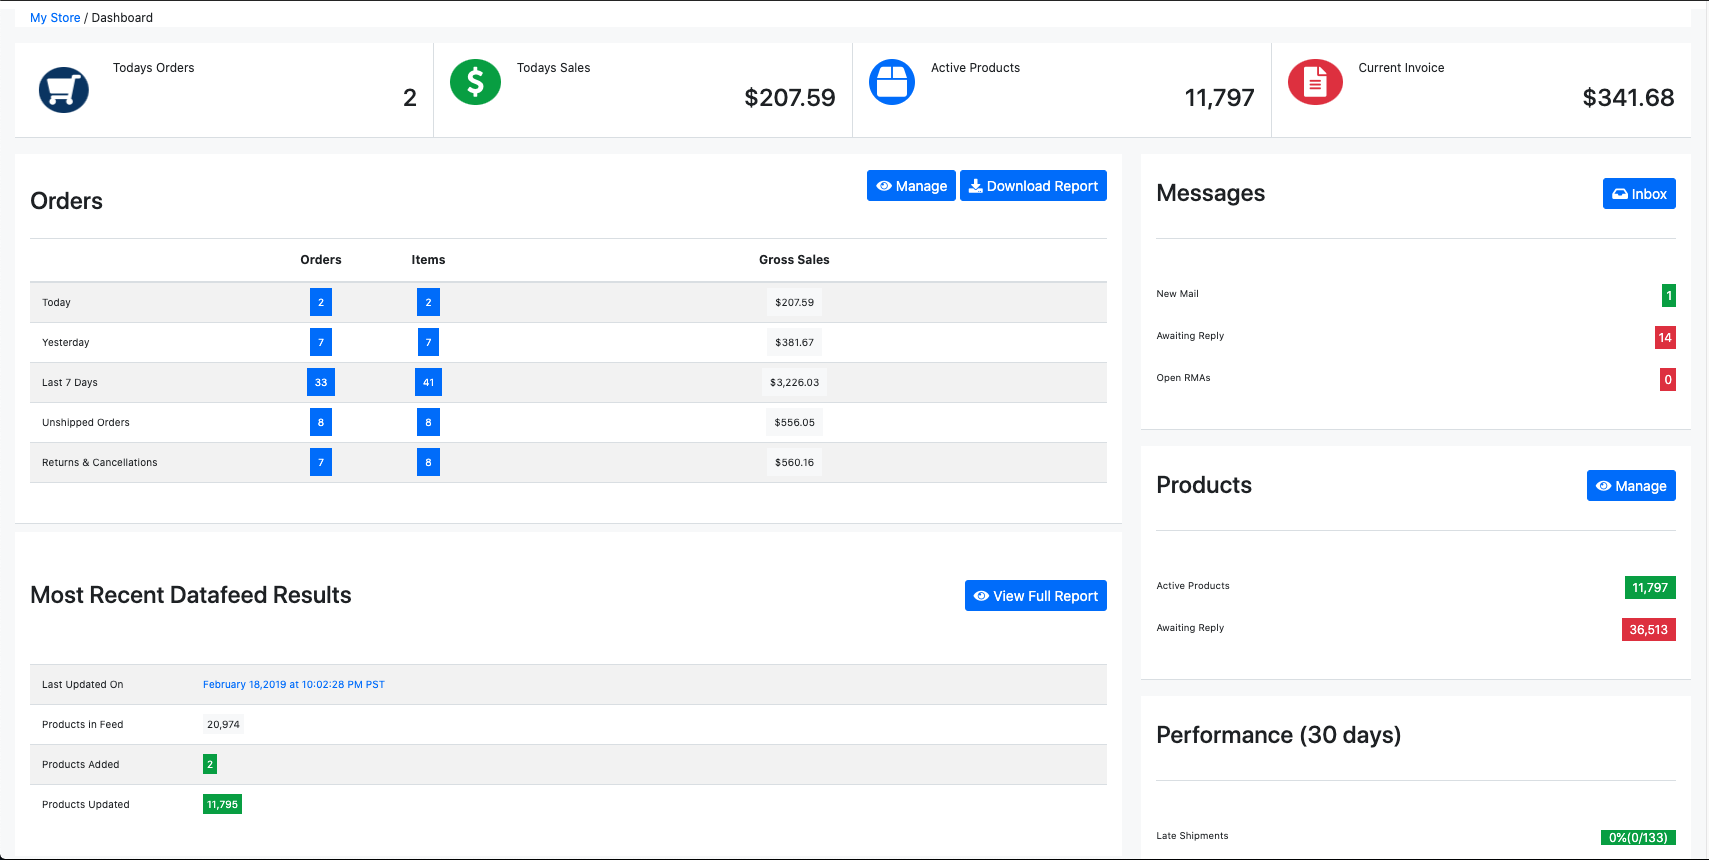 My Store / Dashboard
Todays Orders
2
Todays Sales
$207.59
Active Products
11,797
Current Invoice
$341.68
Orders
Manage
Download Report
Orders Items Gross Sales
Today 2 2 $207.59
Yesterday 7 7 $381.67
Last 7 Days 33 41 $3,226.03
Unshipped Orders 8 8 $556.05
Returns & Cancellations 7 8 $560.16
Most Recent Datafeed Results
View Full Report
Last Updated On February 18,2019 at 10:02:28 PM PST
Products in Feed 20,974
Products Added 2
Products Updated 11,795
Messages
Inbox
New Mail 1
Awaiting Reply 14
Open RMAs 0
Products
Manage
Active Products 11,797
Awaiting Reply 36,513
Performance (30 days)
Late Shipments 0%(0/133)